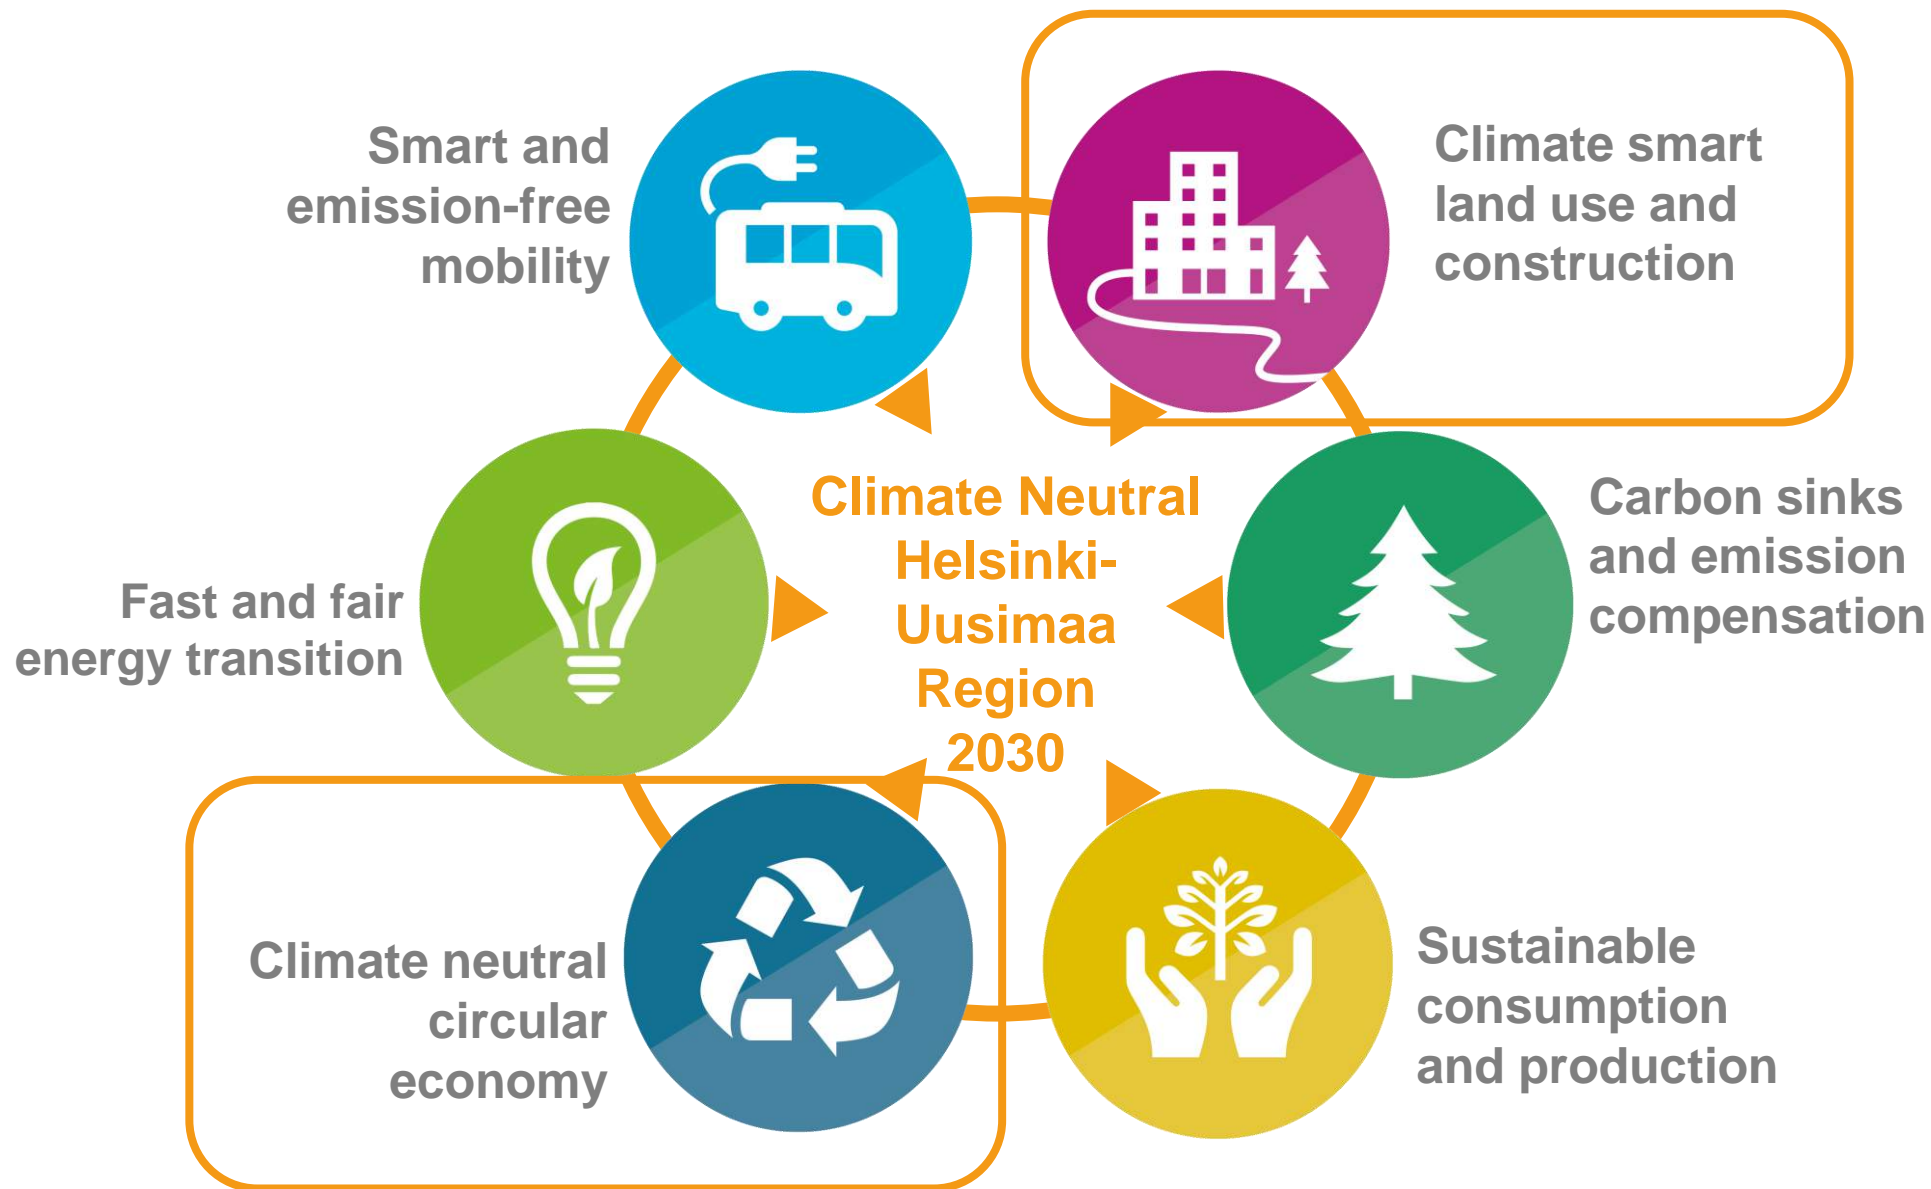 Smart and
emission-free
mobility
Climate smart
land use and
construction
Climate Neutral
Helsinki-
Uusimaa
Region
2030
Carbon sinks
and emission
compensation
Fast and fair
energy transition
Climate neutral
circular
economy
Sustainable
consumption
and production